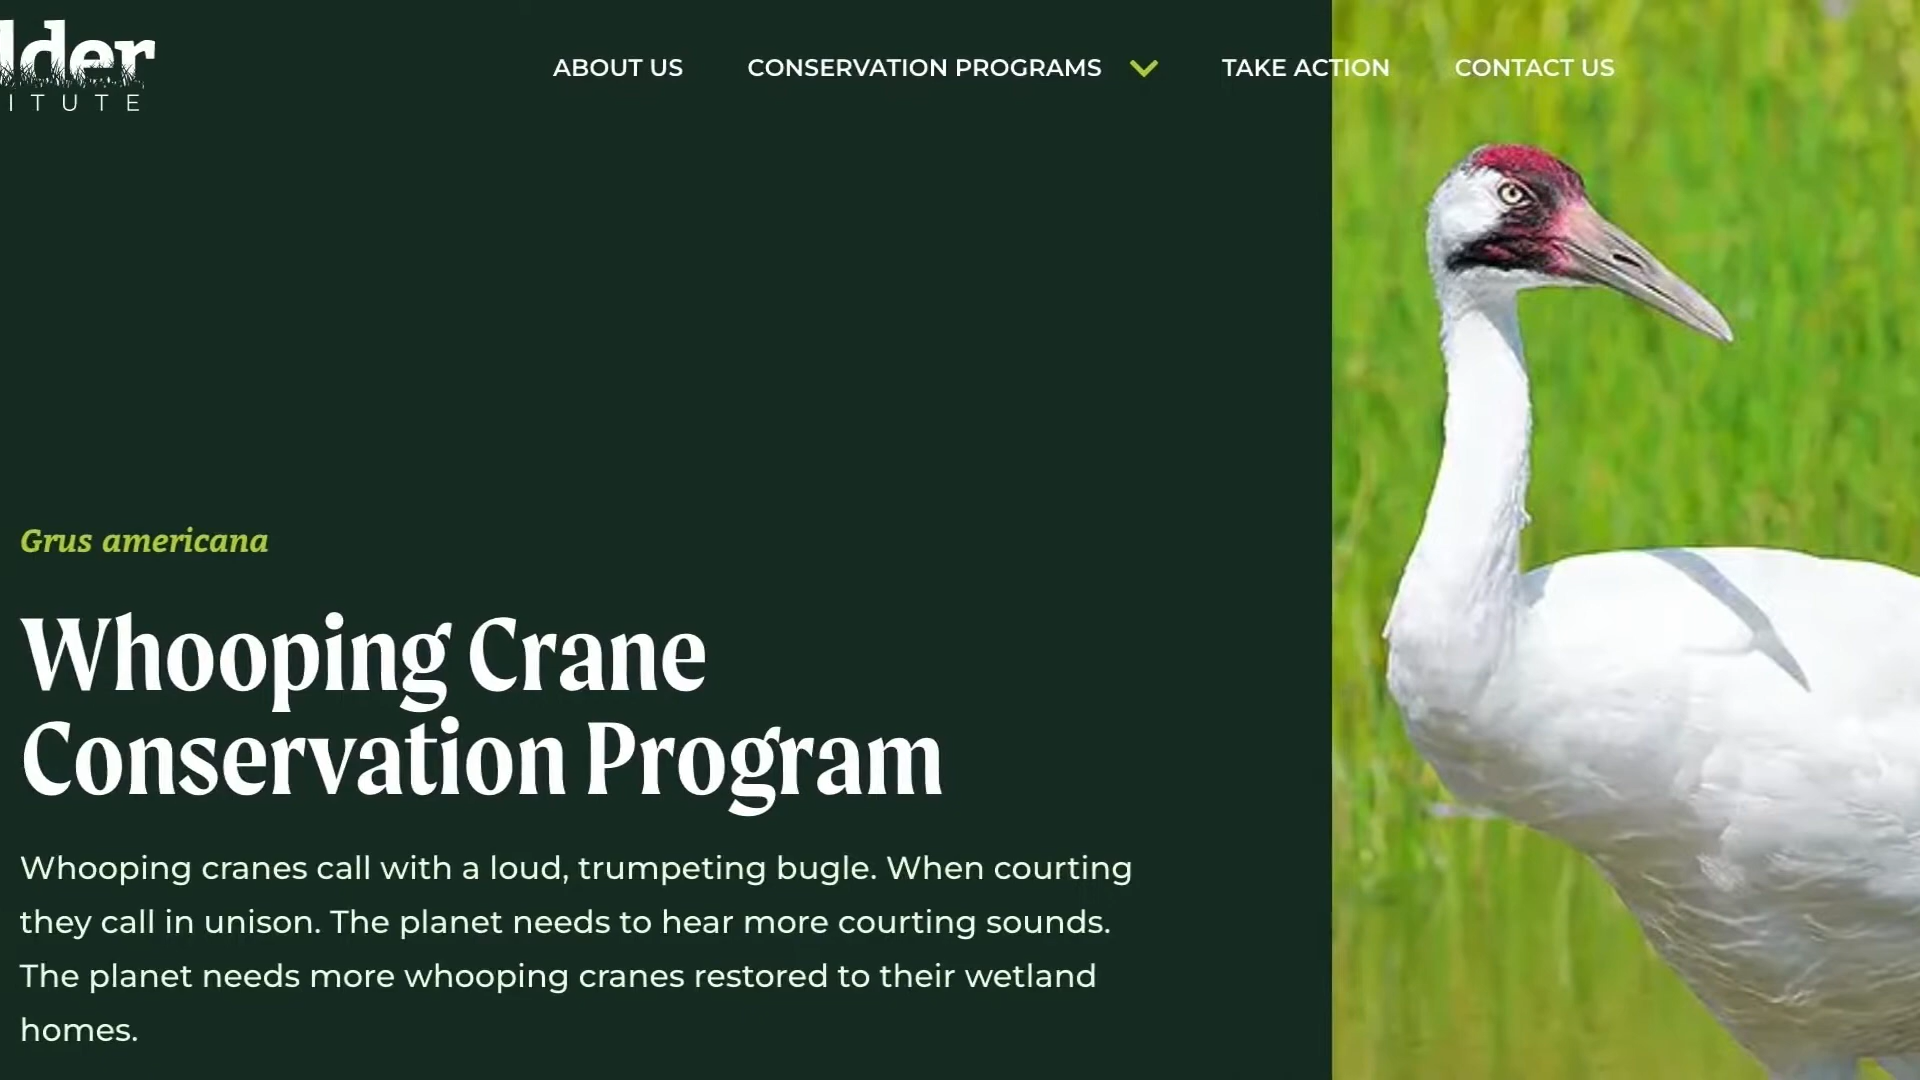 lder
ITUTE
ABOUT US CONSERVATION PROGRAMS TAKE ACTION CONTACT US
Grus americana
Whooping Crane
Conservation Program
Whooping cranes call with a loud, trumpeting bugle. When courting
they call in unison. The planet needs to hear more courting sounds.
The planet needs more whooping cranes restored to their wetland
homes.